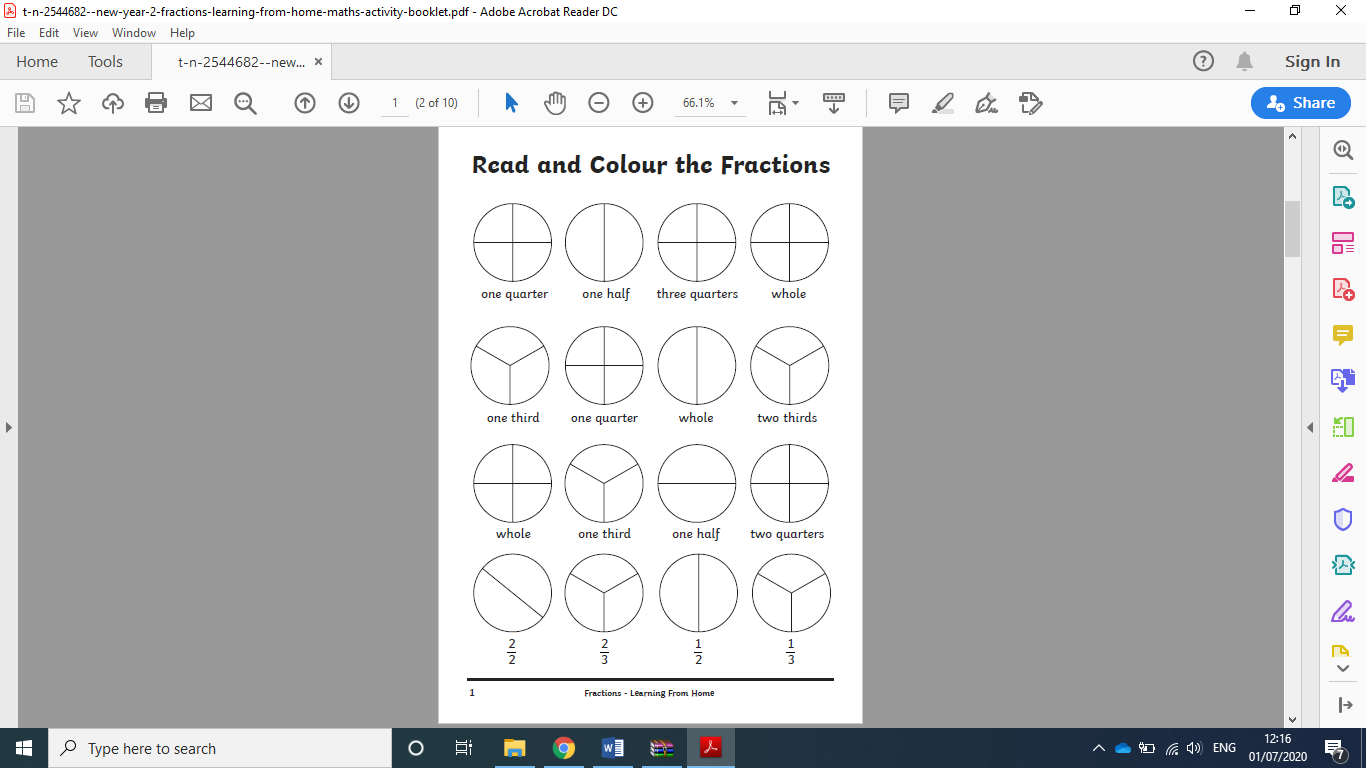 t-n-2544682--new-year-2-fractions-learning-from-home-maths-activity-booklet.pdf - Adobe Acrobat Reader DC
File Edit View Window Help
Home Tools t-n-2544682--new... × Sign In
1 (2 of 10) 66.1% Share
Read and Colour the Fractions
one quarter one half three quarters whole
one third one quarter whole two thirds
whole one third one half two quarters
2/2 2/3 1/2 1/3
1 Fractions - Learning From Home
Type here to search
ENG 12:16
01/07/2020 7